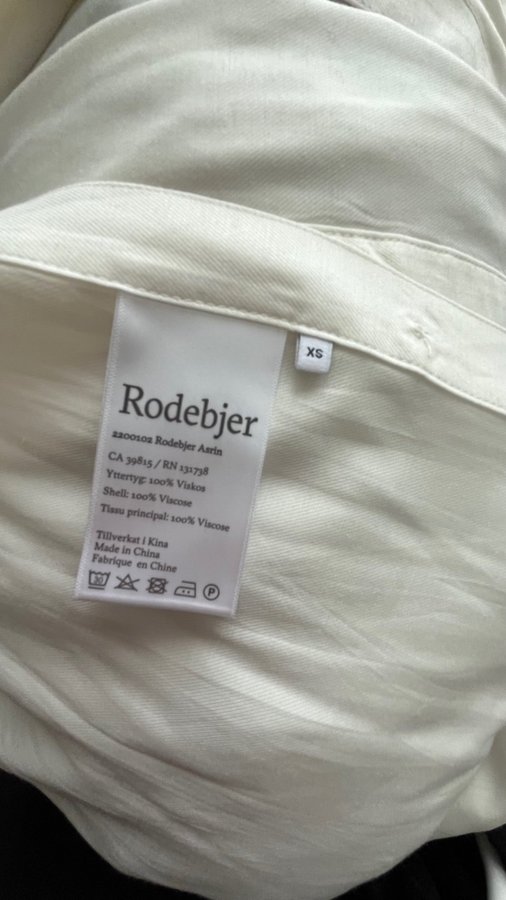 XS
Rodebjer
2200102 Rodebjer Asrin
CA 39815 / RN 131738
Yttertyg: 100% Viskos
Shell: 100% Viscose
Tissu principal: 100% Viscose
Tillverkat i Kina
Made in China
Fabrique en Chine
30
P